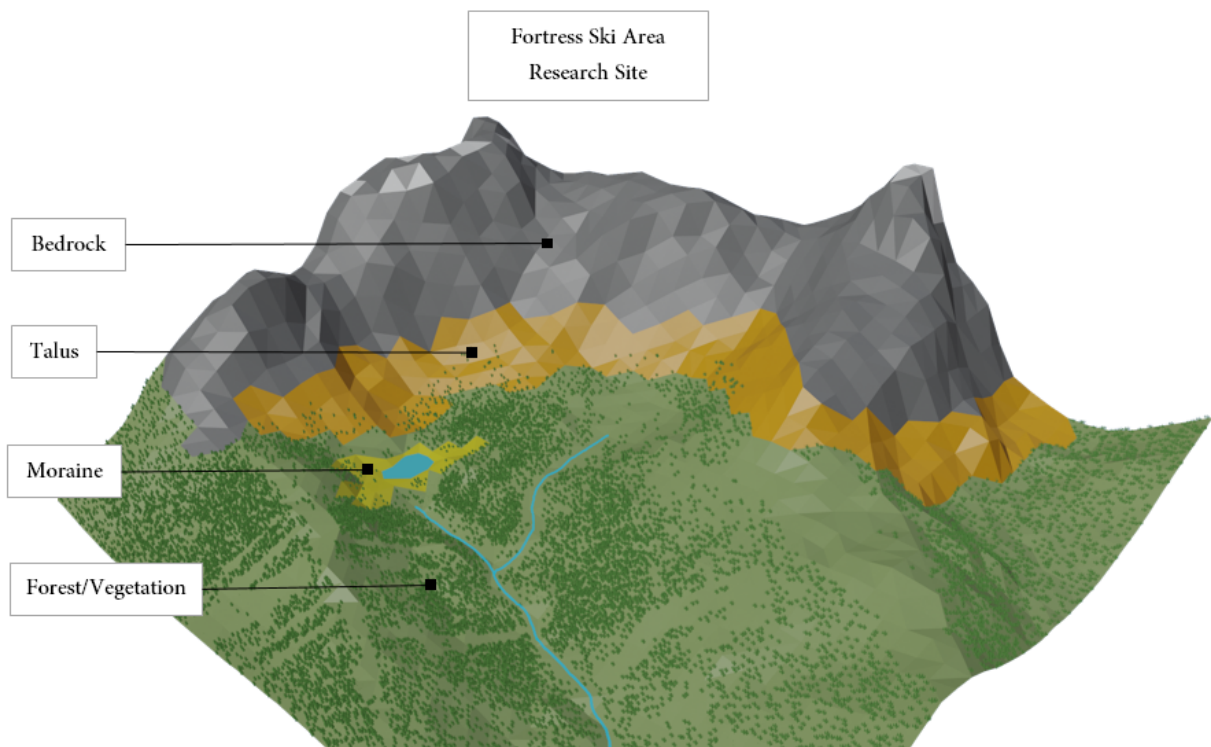 Fortress Ski Area
Research Site
Bedrock
Talus
Moraine
Forest/Vegetation